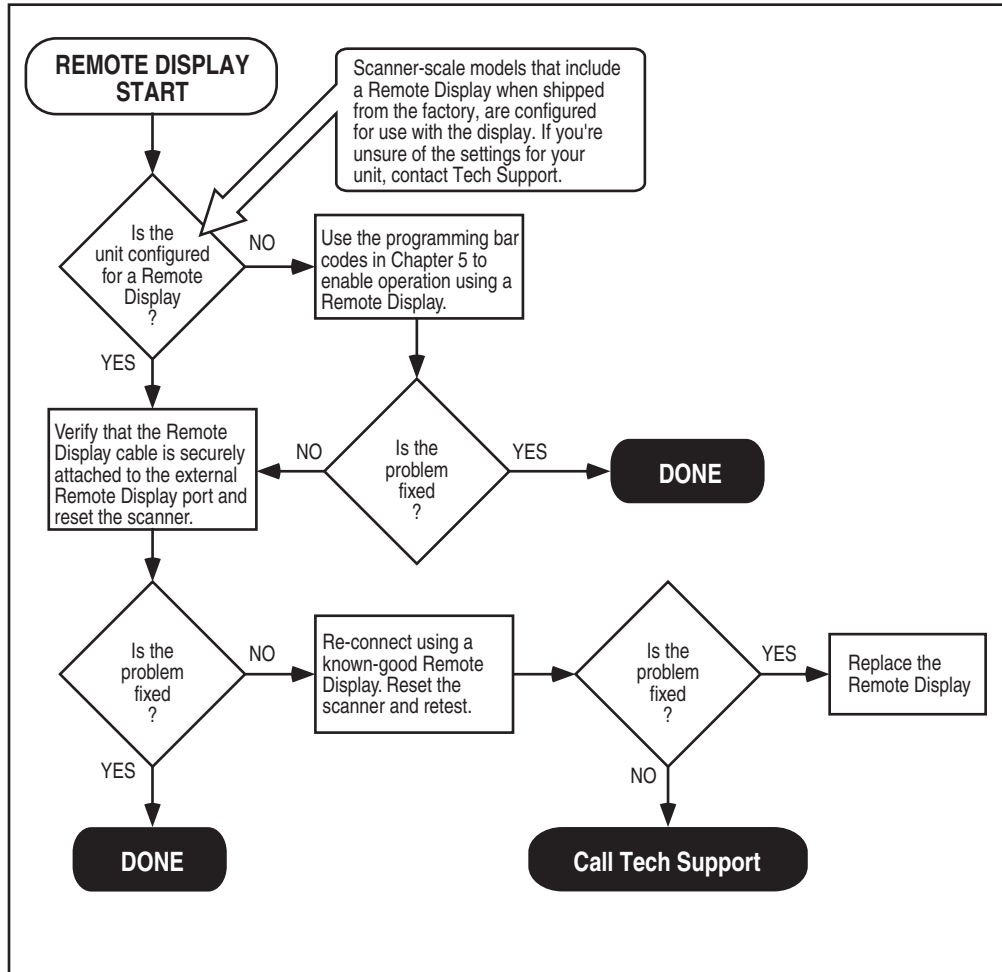 REMOTE DISPLAY
START
Scanner-scale models that include
a Remote Display when shipped
from the factory, are configured
for use with the display. If you're
unsure of the settings for your
unit, contact Tech Support.
Is the
unit configured
for a Remote
Display
?
NO
Use the programming bar
codes in Chapter 5 to
enable operation using a
Remote Display.
YES
Verify that the Remote
Display cable is securely
attached to the external
Remote Display port and
reset the scanner.
NO
Is the
problem
fixed
?
YES
DONE
Is the
problem
fixed
?
NO
Re-connect using a
known-good Remote
Display. Reset the
scanner and retest.
Is the
problem
fixed
?
YES
Replace the
Remote Display
YES
NO
DONE
Call Tech Support